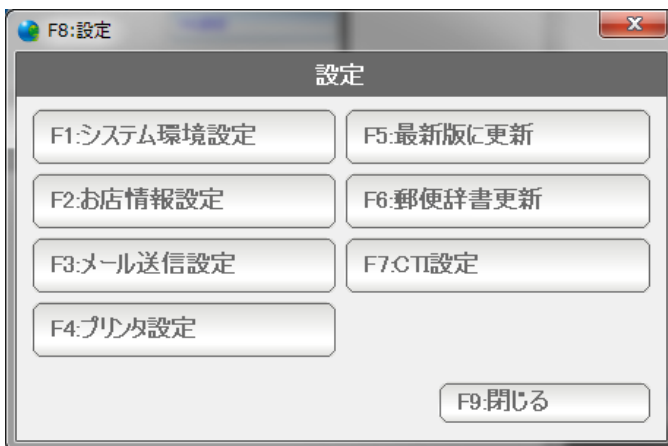 F8:設定
設定
F1:システム環境設定
F5:最新版に更新
F2:お店情報設定
F6:郵便辞書更新
F3:メール送信設定
F7:CTI設定
F4:プリンタ設定
F9:閉じる